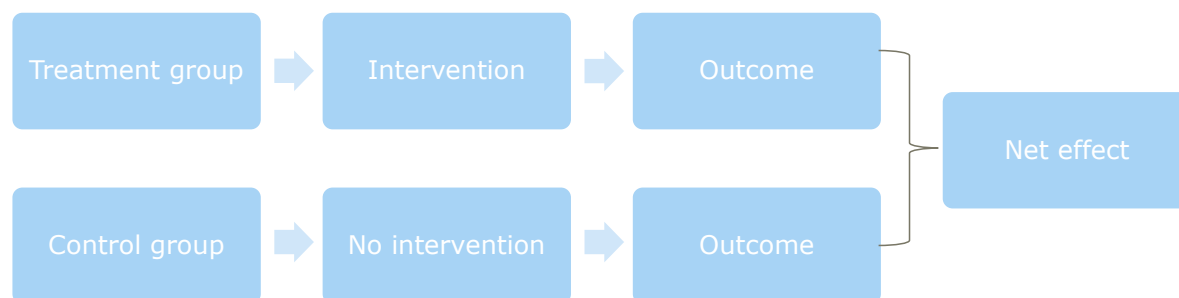 Treatment group
Intervention
Outcome
Net effect
Control group
No intervention
Outcome